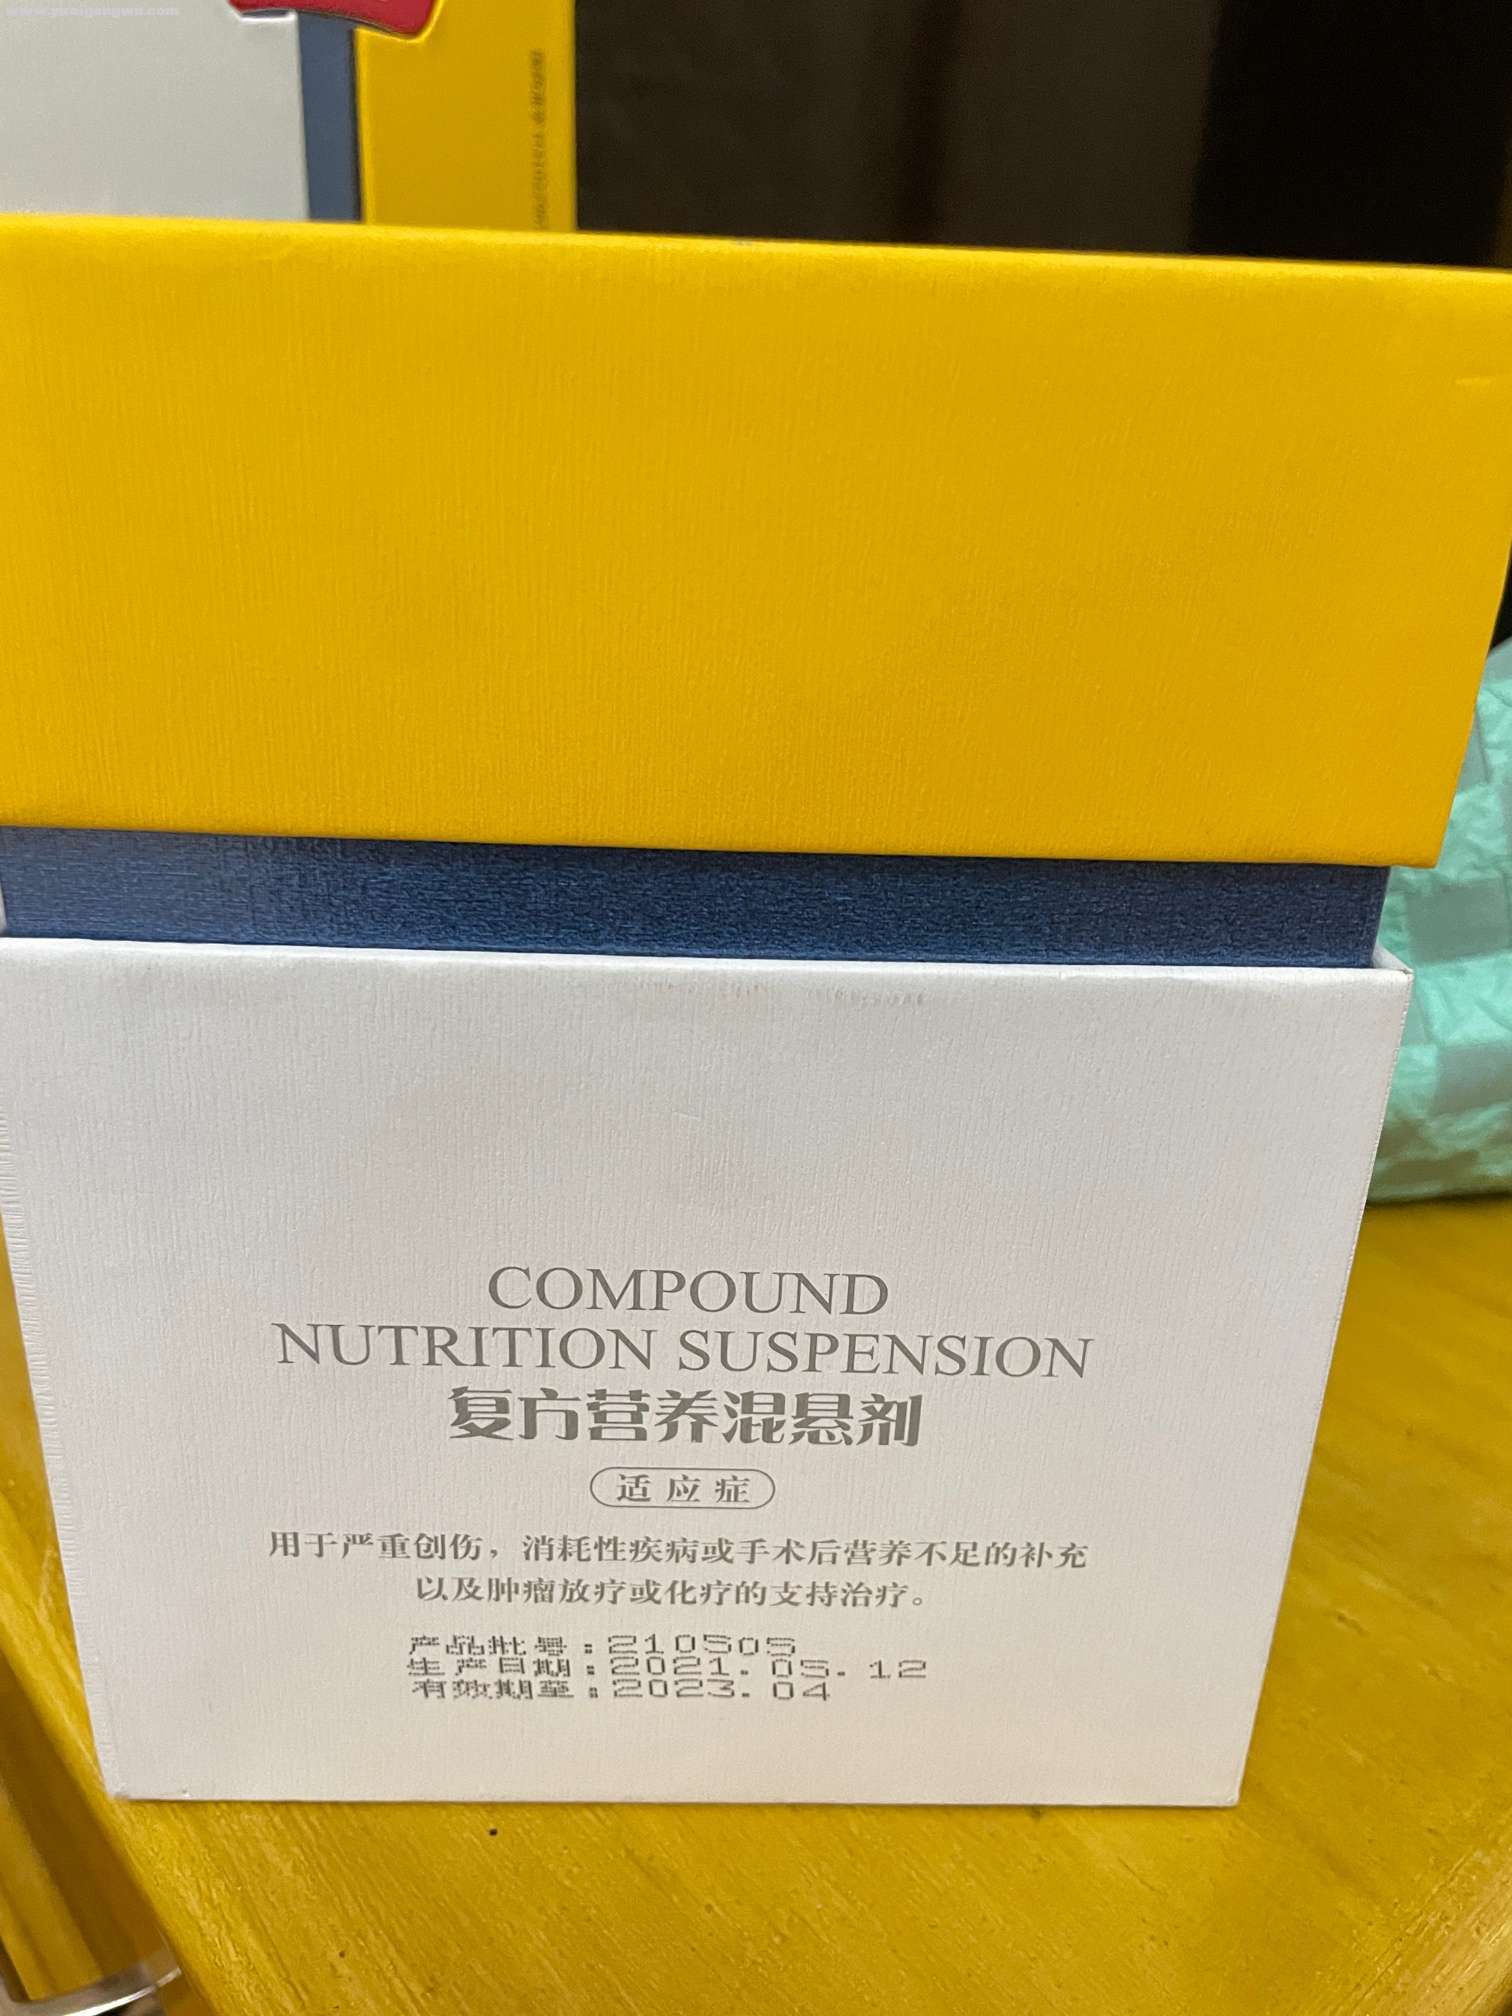 www.yuaigongwu.com
COMPOUND
NUTRITION SUSPENSION
复方营养混悬剂
适应症
用于严重创伤，消耗性疾病或手术后营养不足的补充
以及肿瘤放疗或化疗的支持治疗。
产品批号：210505
生产日期：2021.05.12
有效期至：2023.04